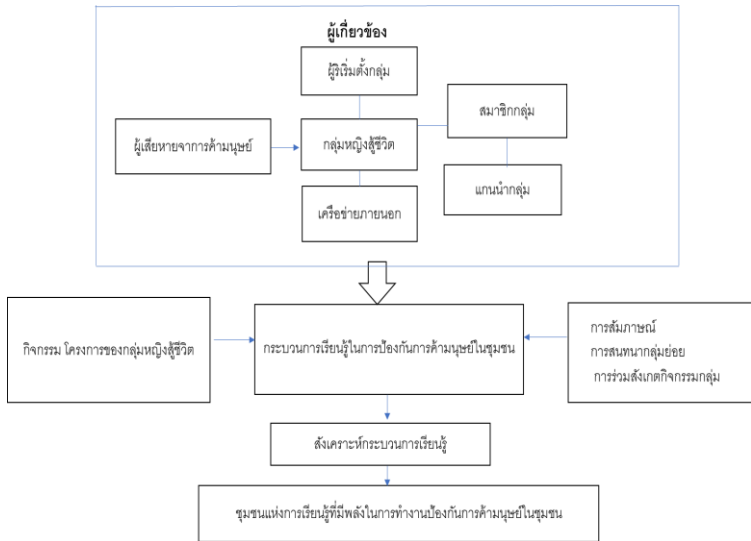 ผู้เกี่ยวข้อง
ผู้ริเริ่มตั้งกลุ่ม
สมาชิกกลุ่ม
ผู้เสียหายจากการค้ามนุษย์
กลุ่มหญิงสู้ชีวิต
แกนนำกลุ่ม
เครือข่ายภายนอก
กิจกรรม โครงการของกลุ่มหญิงสู้ชีวิต
กระบวนการเรียนรู้ในการป้องกันการค้ามนุษย์ในชุมชน
การสัมภาษณ์
การสนทนากลุ่มย่อย
การร่วมสังเกตกิจกรรมกลุ่ม
สังเคราะห์กระบวนการเรียนรู้
ชุมชนแห่งการเรียนรู้ที่มีพลังในการทำงานป้องกันการค้ามนุษย์ในชุมชน